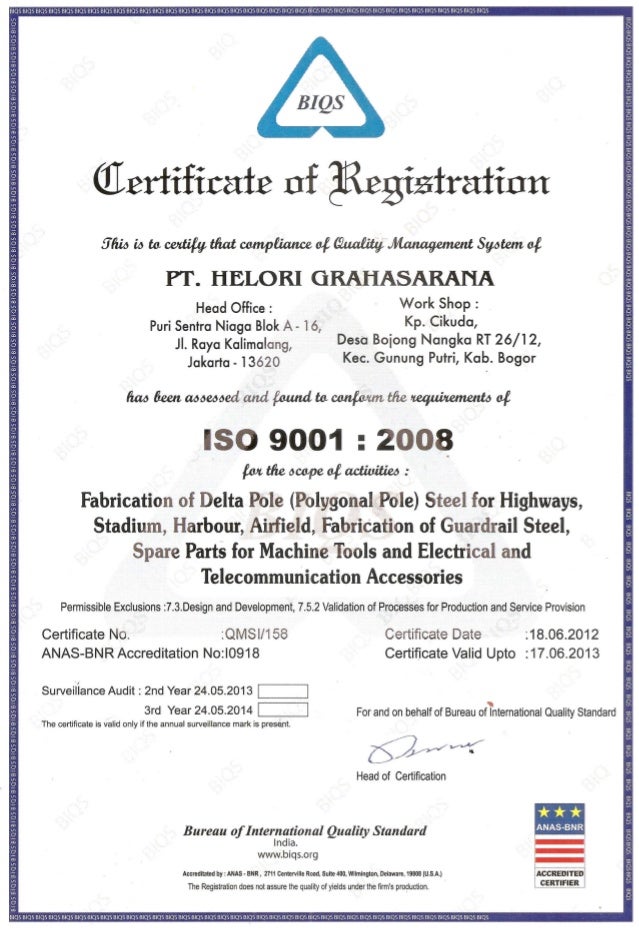 BIQS
Certificate of Registration
This is to certify that compliance of Quality Management System of
PT. HELORI GRAHASARANA
Head Office :
Puri Sentra Niaga Blok A - 16,
Jl. Raya Kalimalang,
Jakarta - 13620
Work Shop :
Kp. Cikuda,
Desa Bojong Nangka RT 26/12,
Kec. Gunung Putri, Kab. Bogor
has been assessed and found to conform the requirements of
ISO 9001 : 2008
for the scope of activities :
Fabrication of Delta Pole (Polygonal Pole) Steel for Highways,
Stadium, Harbour, Airfield, Fabrication of Guardrail Steel,
Spare Parts for Machine Tools and Electrical and
Telecommunication Accessories
Permissible Exclusions :7.3.Design and Development, 7.5.2 Validation of Processes for Production and Service Provision
Certificate No. :QMSI/158
ANAS-BNR Accreditation No:I0918
Certificate Date :18.06.2012
Certificate Valid Upto :17.06.2013
Surveillance Audit : 2nd Year 24.05.2013
3rd Year 24.05.2014
The certificate is valid only if the annual surveillance mark is present.
For and on behalf of Bureau of International Quality Standard
Head of Certification
Bureau of International Quality Standard
India.
www.biqs.org
Accredited by : ANAS - BNR , 2711 Centerville Road, Suite 400, Wilmington, Delaware, 19808 (U.S.A.)
The Registration does not assure the quality of yields under the firm's production.
ANAS-BNR
ACCREDITED
CERTIFIER